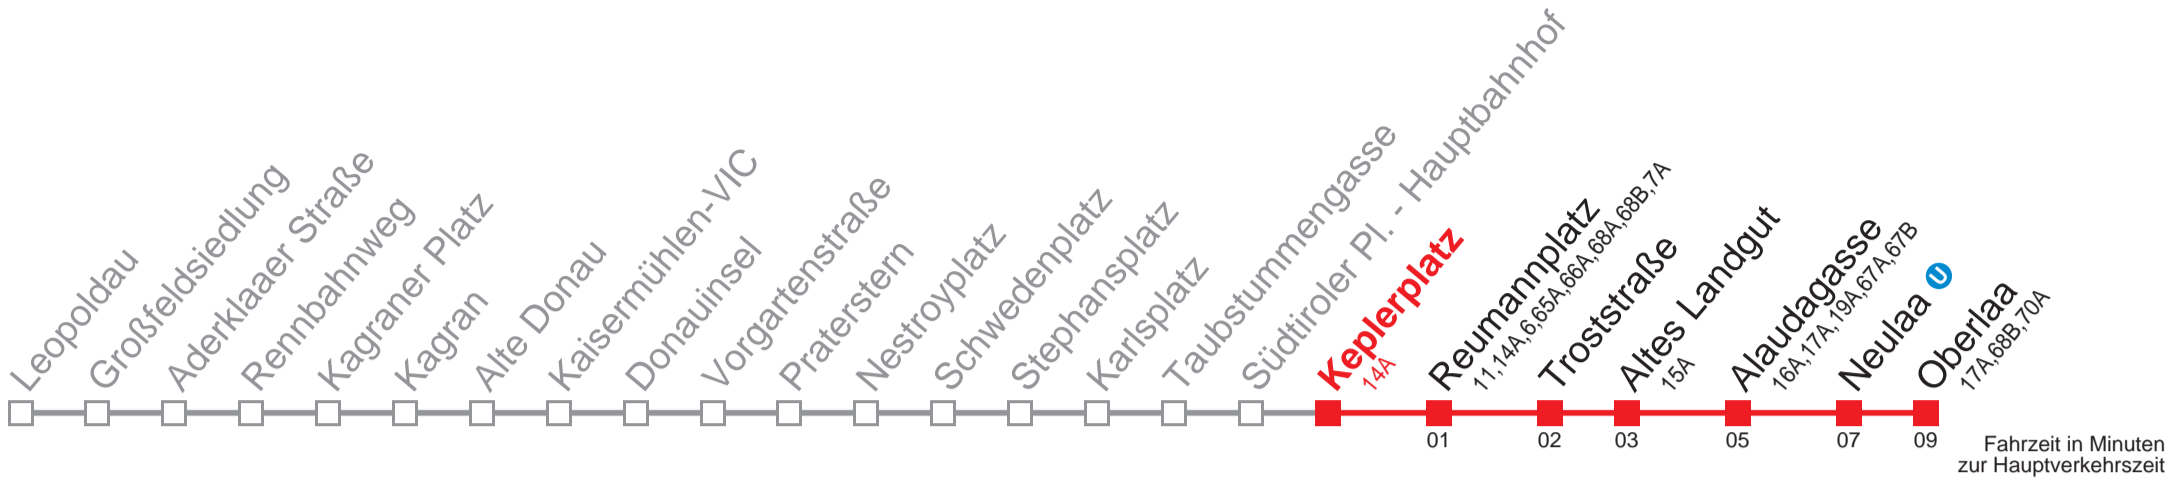 Leopoldau
Großfeldsiedlung
Aderklaaer Straße
Rennbahnweg
Kagraner Platz
Kagran
Alte Donau
Kaisermühlen-VIC
Donauinsel
Vorgartenstraße
Praterstern
Nestroyplatz
Schwedenplatz
Stephansplatz
Karlsplatz
Taubstummengasse
Südtiroler Pl. - Hauptbahnhof
Keplerplatz
14A
Reumannplatz
11,14A,6,65A,66A,68A,68B,7A
Troststraße
Altes Landgut
15A
Alaudagasse
16A,17A,19A,67A,67B
Neulaa U
Oberlaa
17A,68B,70A
01
02
03
05
07
09
Fahrzeit in Minuten
zur Hauptverkehrszeit